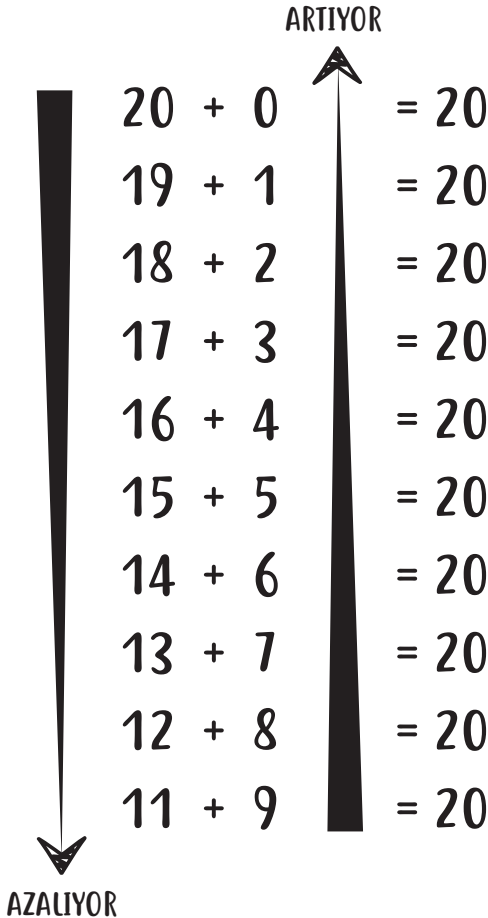 ARTIYOR
20 + 0 = 20
19 + 1 = 20
18 + 2 = 20
17 + 3 = 20
16 + 4 = 20
15 + 5 = 20
14 + 6 = 20
13 + 7 = 20
12 + 8 = 20
11 + 9 = 20
AZALIYOR